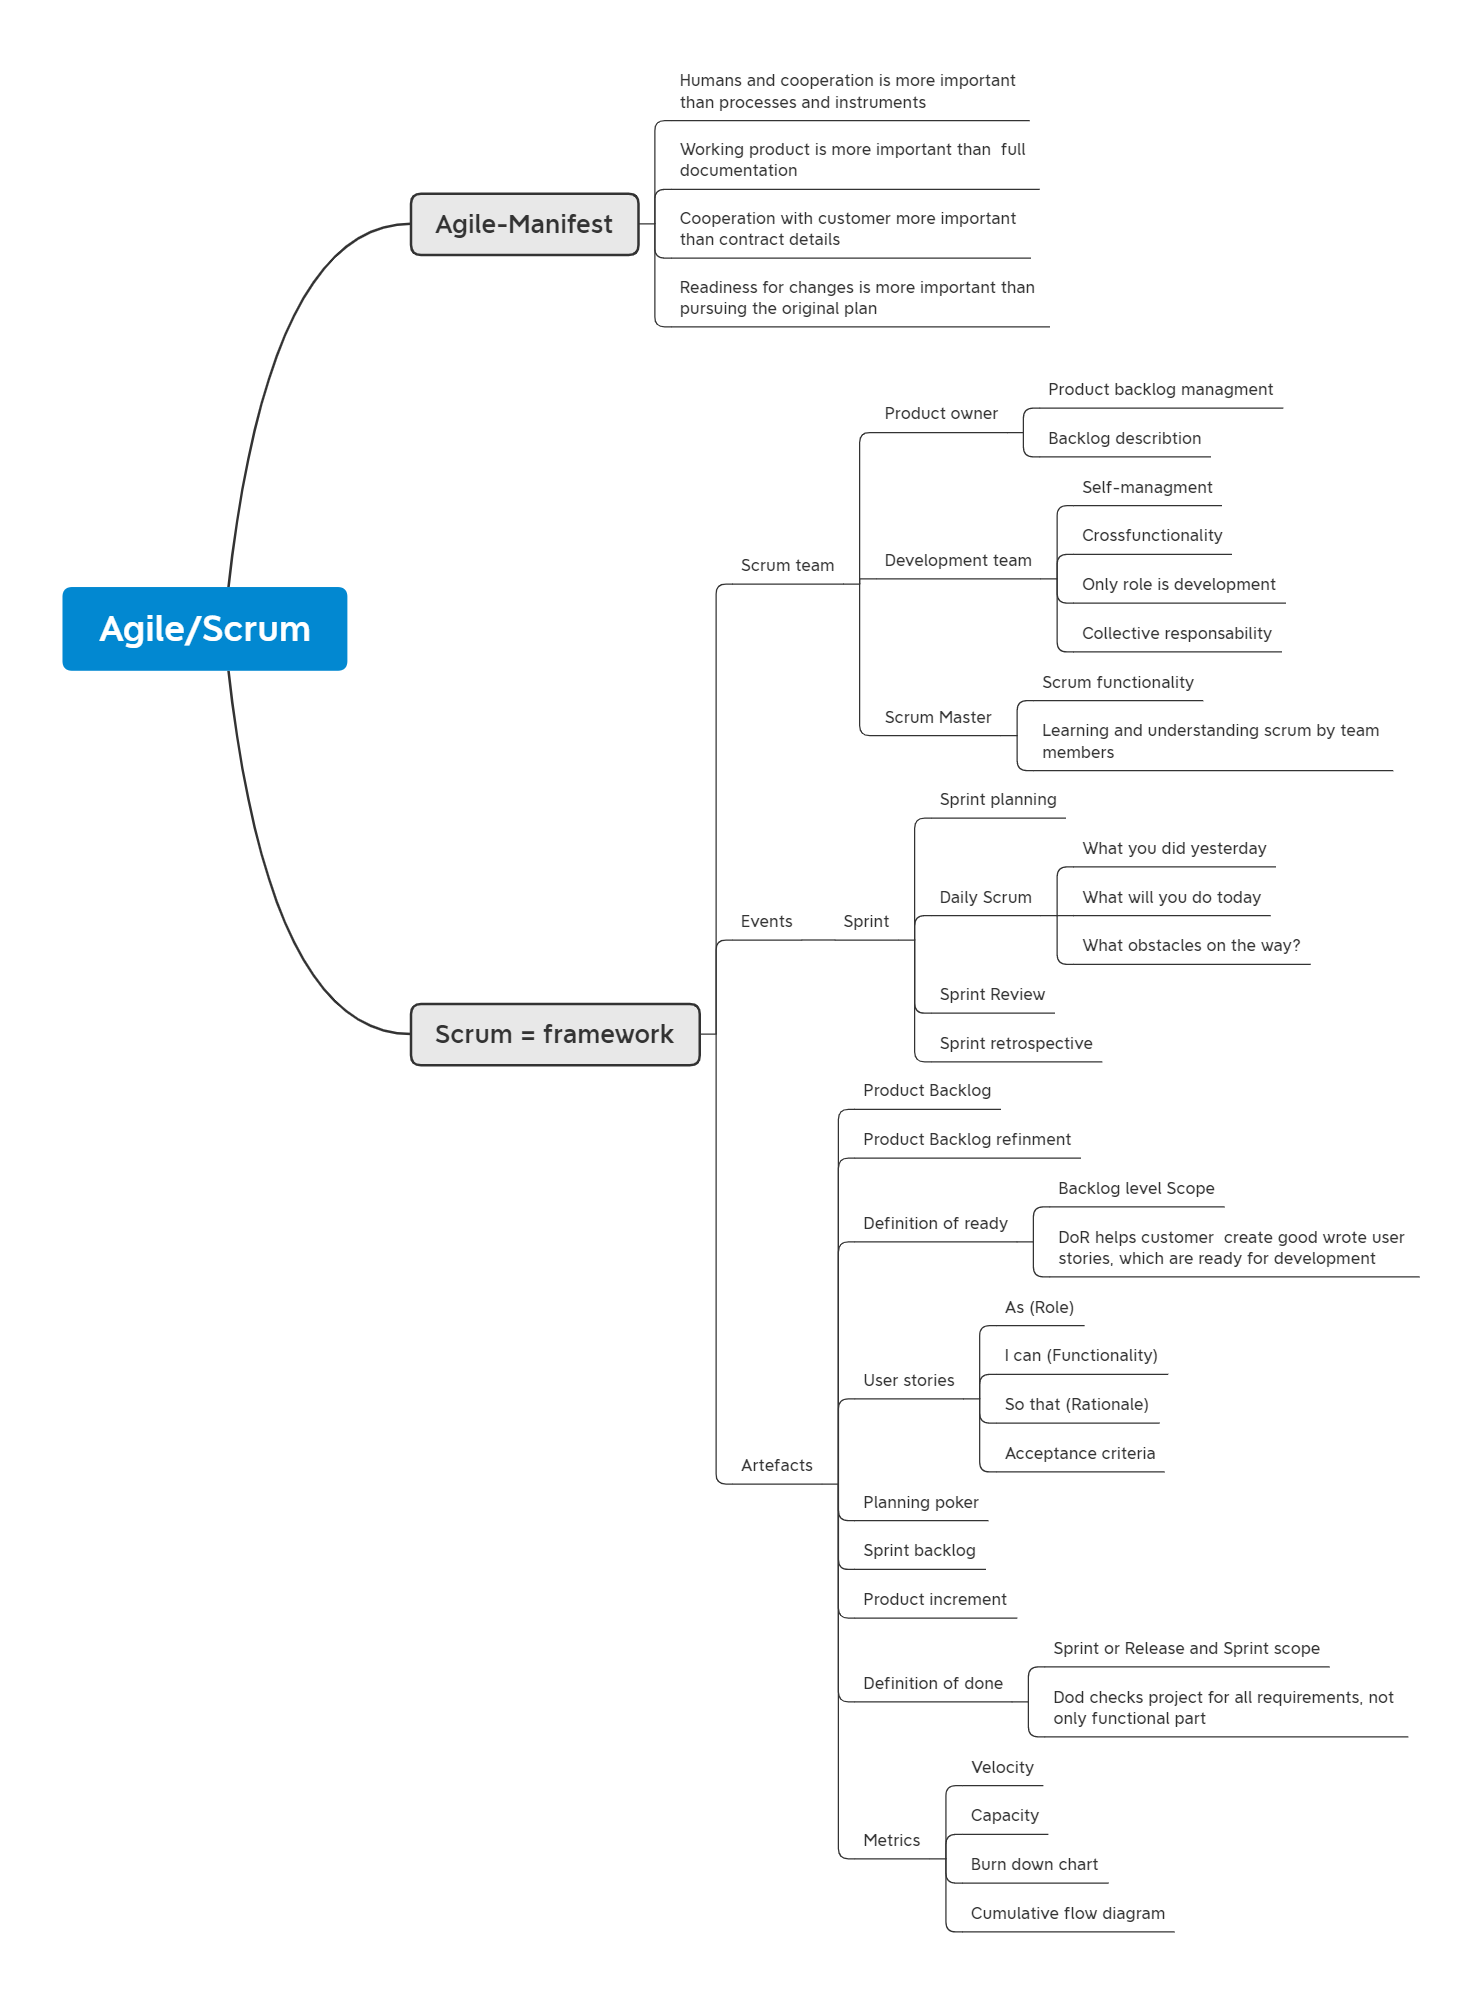 Humans and cooperation is more important
than processes and instruments
Working product is more important than  full
documentation
Agile-Manifest
Cooperation with customer more important
than contract details
Readiness for changes is more important than
pursuing the original plan
Product backlog managment
Product owner
Backlog describtion
Self-managment
Crossfunctionality
Scrum team
Development team
Only role is development
Agile/Scrum
Collective responsability
Scrum functionality
Scrum Master
Learning and understanding scrum by team
members
Sprint planning
What you did yesterday
Daily Scrum
What will you do today
Events
Sprint
What obstacles on the way?
Sprint Review
Scrum = framework
Sprint retrospective
Product Backlog
Product Backlog refinment
Backlog level Scope
Definition of ready
DoR helps customer  create good wrote user
stories, which are ready for development
As (Role)
I can (Functionality)
User stories
So that (Rationale)
Acceptance criteria
Artefacts
Planning poker
Sprint backlog
Product increment
Sprint or Release and Sprint scope
Definition of done
Dod checks project for all requirements, not
only functional part
Velocity
Capacity
Metrics
Burn down chart
Cumulative flow diagram